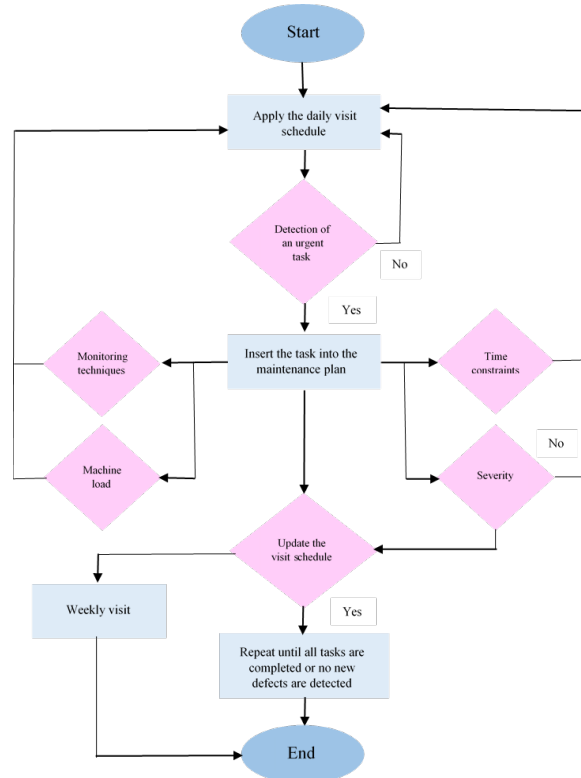 Start
Apply the daily visit
schedule
Detection of
an urgent
task
No
Yes
Monitoring
techniques
Insert the task into the
maintenance plan
Time
constraints
No
Machine
load
Severity
Update the
visit schedule
Weekly visit
Yes
Repeat until all tasks are
completed or no new
defects are detected
End